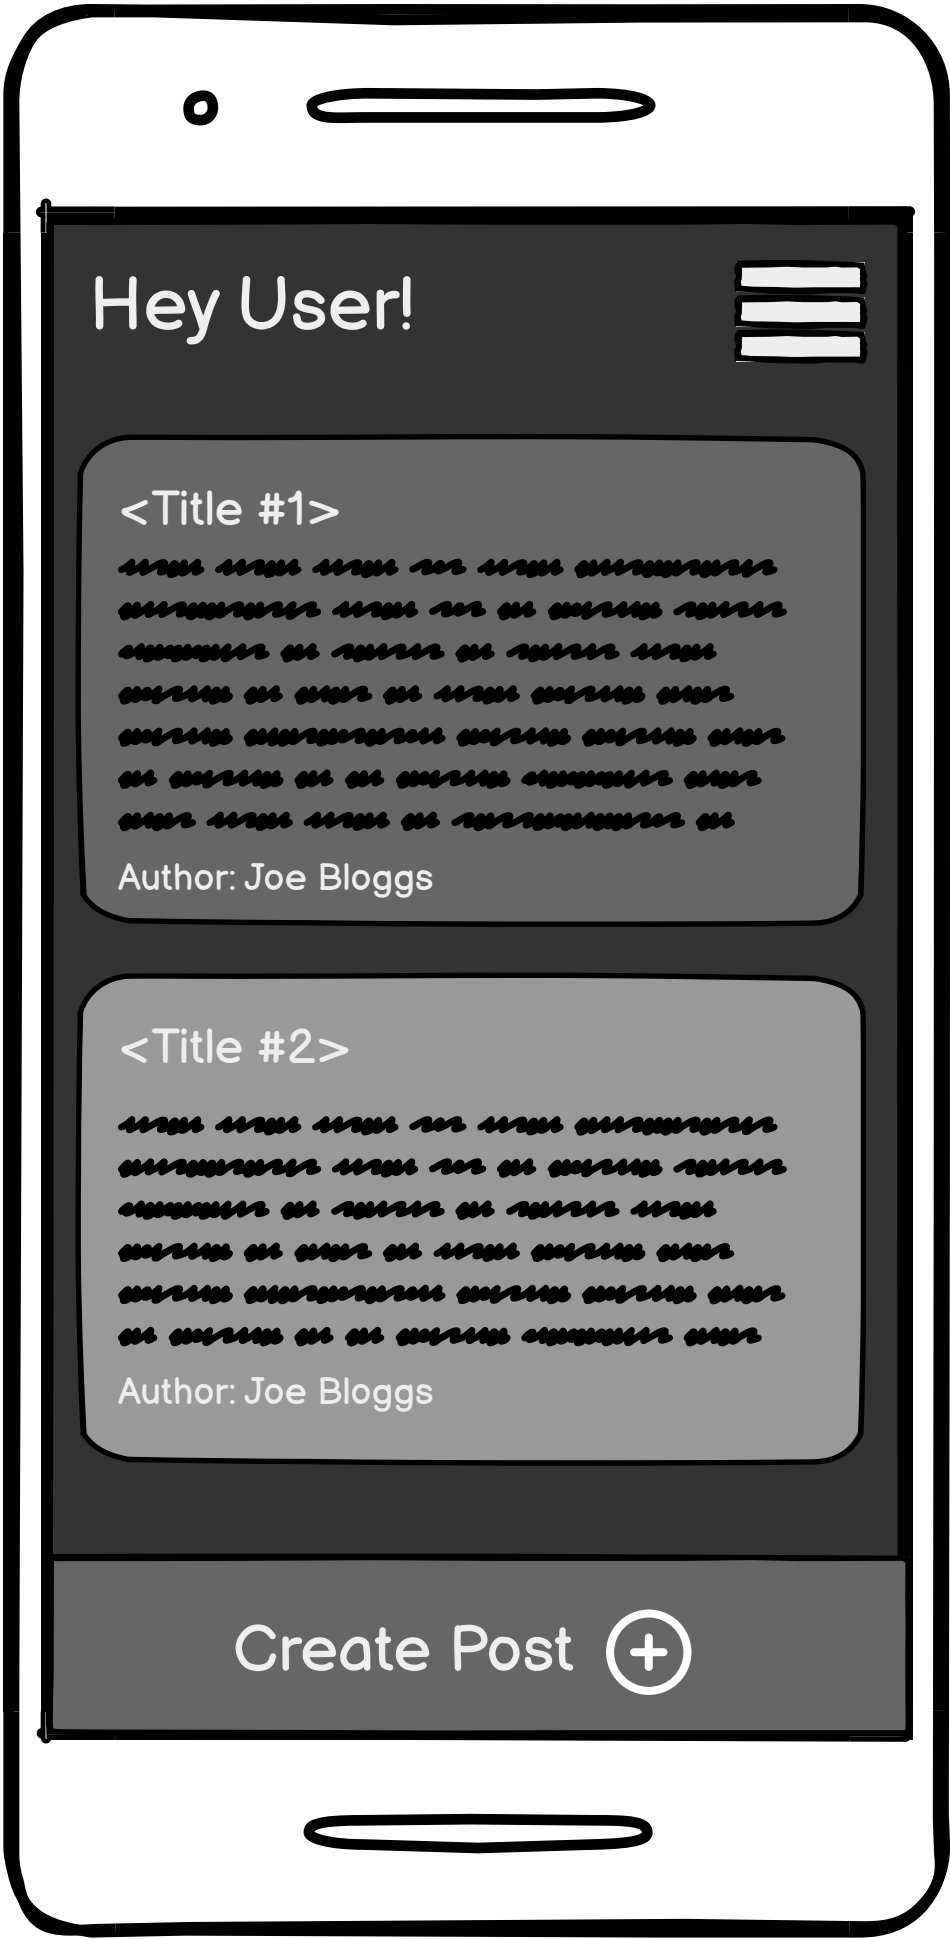 Hey User!
<Title #1>
Author: Joe Bloggs
<Title #2>
Author: Joe Bloggs
Create Post